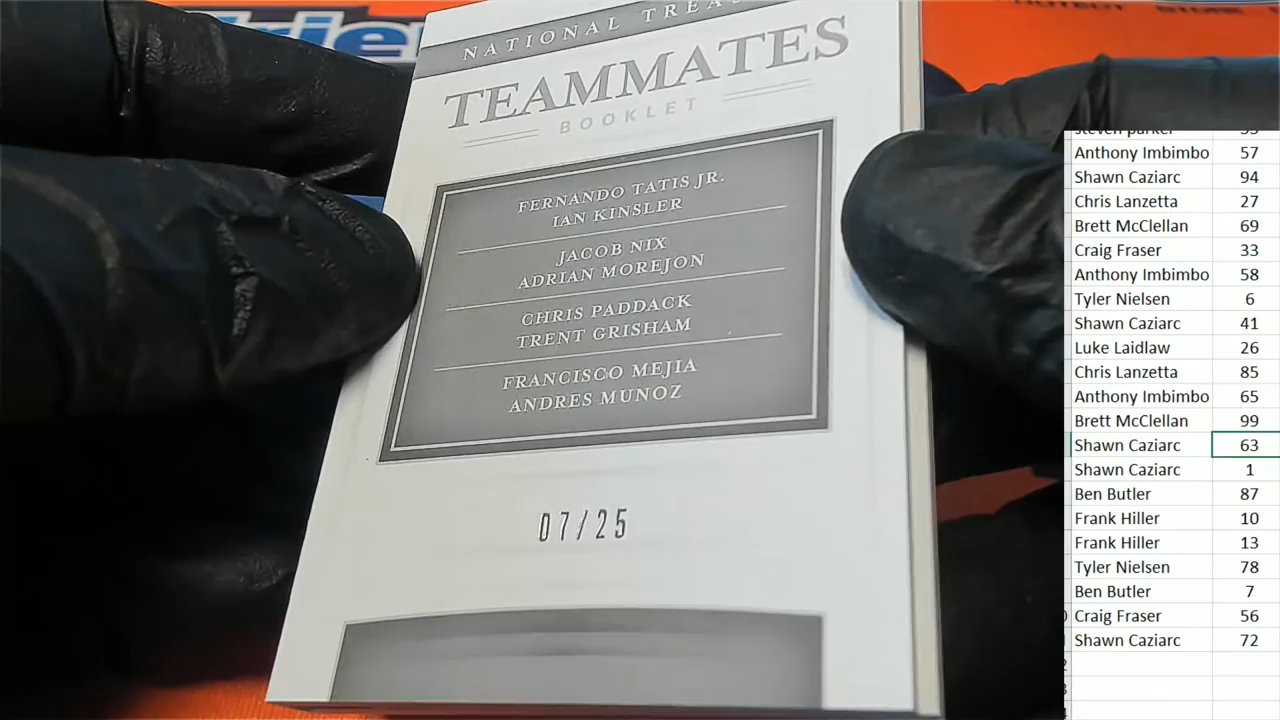 NATIONAL
TEAMMATES
BOOKLET
FERNANDO TATIS JR.
IAN KINSLER
JACOB NIX
ADRIAN MOREJON
CHRIS PADDACK
TRENT GRISHAM
FRANCISCO MEJIA
ANDRES MUNOZ
07/25
Anthony Imbimbo 57
Shawn Caziarc 94
Chris Lanzetta 27
Brett McClellan 69
Craig Fraser 33
Anthony Imbimbo 58
Tyler Nielsen 6
Shawn Caziarc 41
Luke Laidlaw 26
Chris Lanzetta 85
Anthony Imbimbo 65
Brett McClellan 99
Shawn Caziarc 63
Shawn Caziarc 1
Ben Butler 87
Frank Hiller 10
Frank Hiller 13
Tyler Nielsen 78
Ben Butler 7
Craig Fraser 56
Shawn Caziarc 72